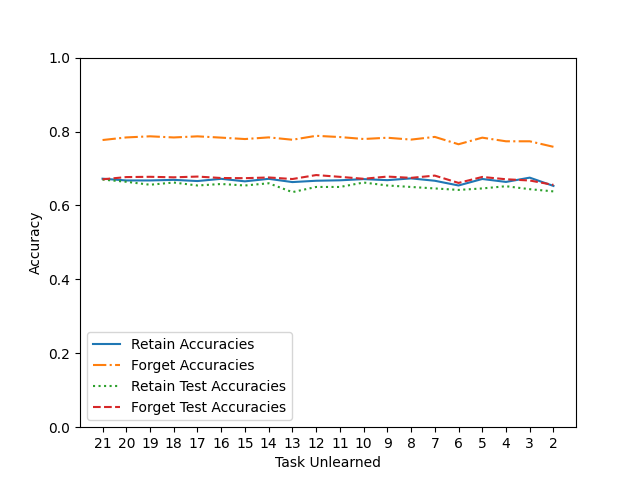 1.0
0.8
0.6
0.4
0.2
0.0
Accuracy
Retain Accuracies
Forget Accuracies
Retain Test Accuracies
Forget Test Accuracies
21 20 19 18 17 16 15 14 13 12 11 10 9 8 7 6 5 4 3 2
Task Unlearned